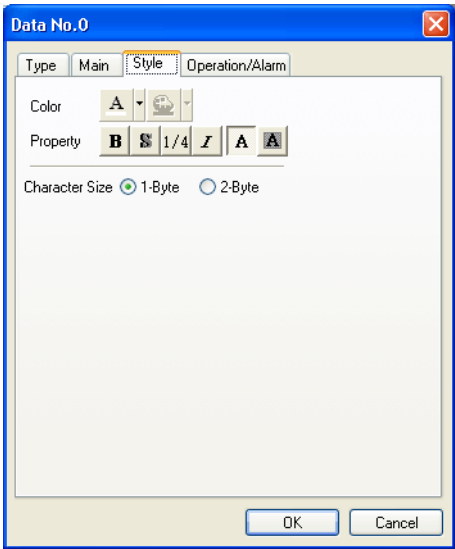 Data No.0
Type Main Style Operation/Alarm
Color A
Property B S 1/4 I A A
Character Size 1-Byte 2-Byte
OK Cancel